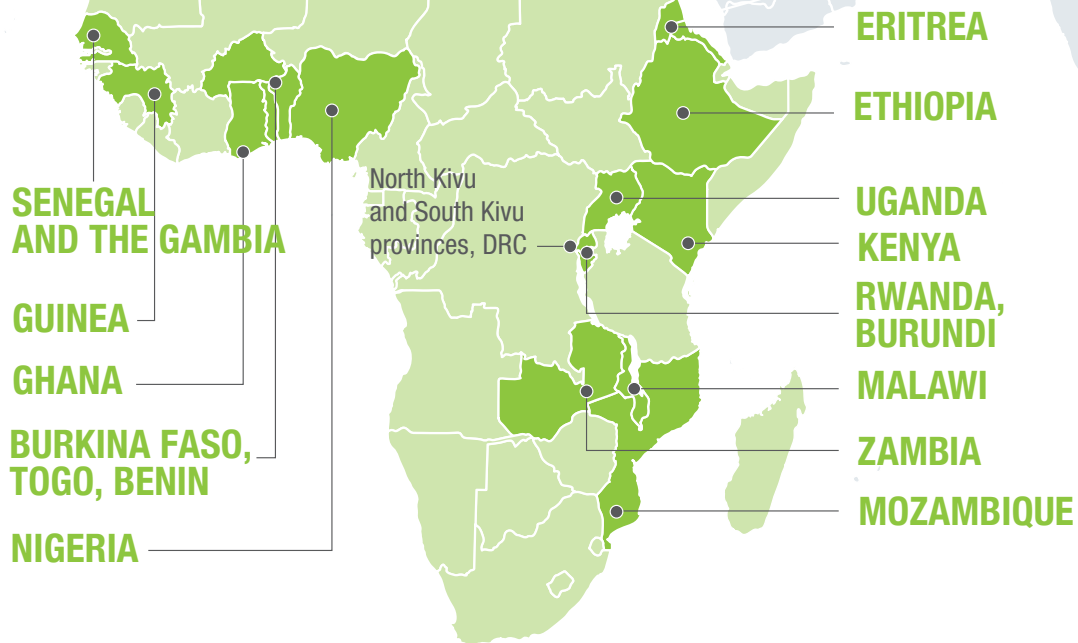 SENEGAL
AND THE GAMBIA
GUINEA
GHANA
BURKINA FASO,
TOGO, BENIN
NIGERIA
North Kivu
and South Kivu
provinces, DRC
ERITREA
ETHIOPIA
UGANDA
KENYA
RWANDA,
BURUNDI
MALAWI
ZAMBIA
MOZAMBIQUE